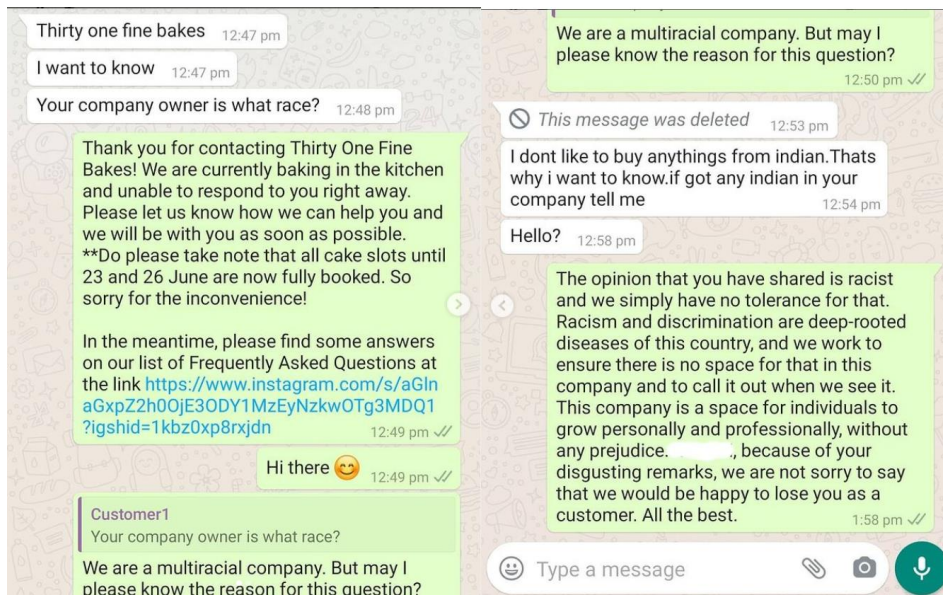 Thirty one fine bakes 12:47 pm
I want to know 12:47 pm
Your company owner is what race? 12:48 pm
Thank you for contacting Thirty One Fine
Bakes! We are currently baking in the kitchen
and unable to respond to you right away.
Please let us know how we can help you and
we will be with you as soon as possible.
**Do please take note that all cake slots until
23 and 26 June are now fully booked. So
sorry for the inconvenience!
In the meantime, please find some answers
on our list of Frequently Asked Questions at
the link https://www.instagram.com/s/aGln
aGxpZ2h0OjE3ODY1MzEyNzkwOTg3MDQ1
?igshid=1kbz0xp8rxjdn 12:49 pm
Hi there 😊 12:49 pm
Customer1
Your company owner is what race?
We are a multiracial company. But may I
please know the reason for this question?
We are a multiracial company. But may I
please know the reason for this question?
12:50 pm
This message was deleted 12:53 pm
I dont like to buy anythings from indian.Thats
why i want to know.if got any indian in your
company tell me 12:54 pm
Hello? 12:58 pm
The opinion that you have shared is racist
and we simply have no tolerance for that.
Racism and discrimination are deep-rooted
diseases of this country, and we work to
ensure there is no space for that in this
company and to call it out when we see it.
This company is a space for individuals to
grow personally and professionally, without
any prejudice. , because of your
disgusting remarks, we are not sorry to say
that we would be happy to lose you as a
customer. All the best. 1:58 pm
Type a message